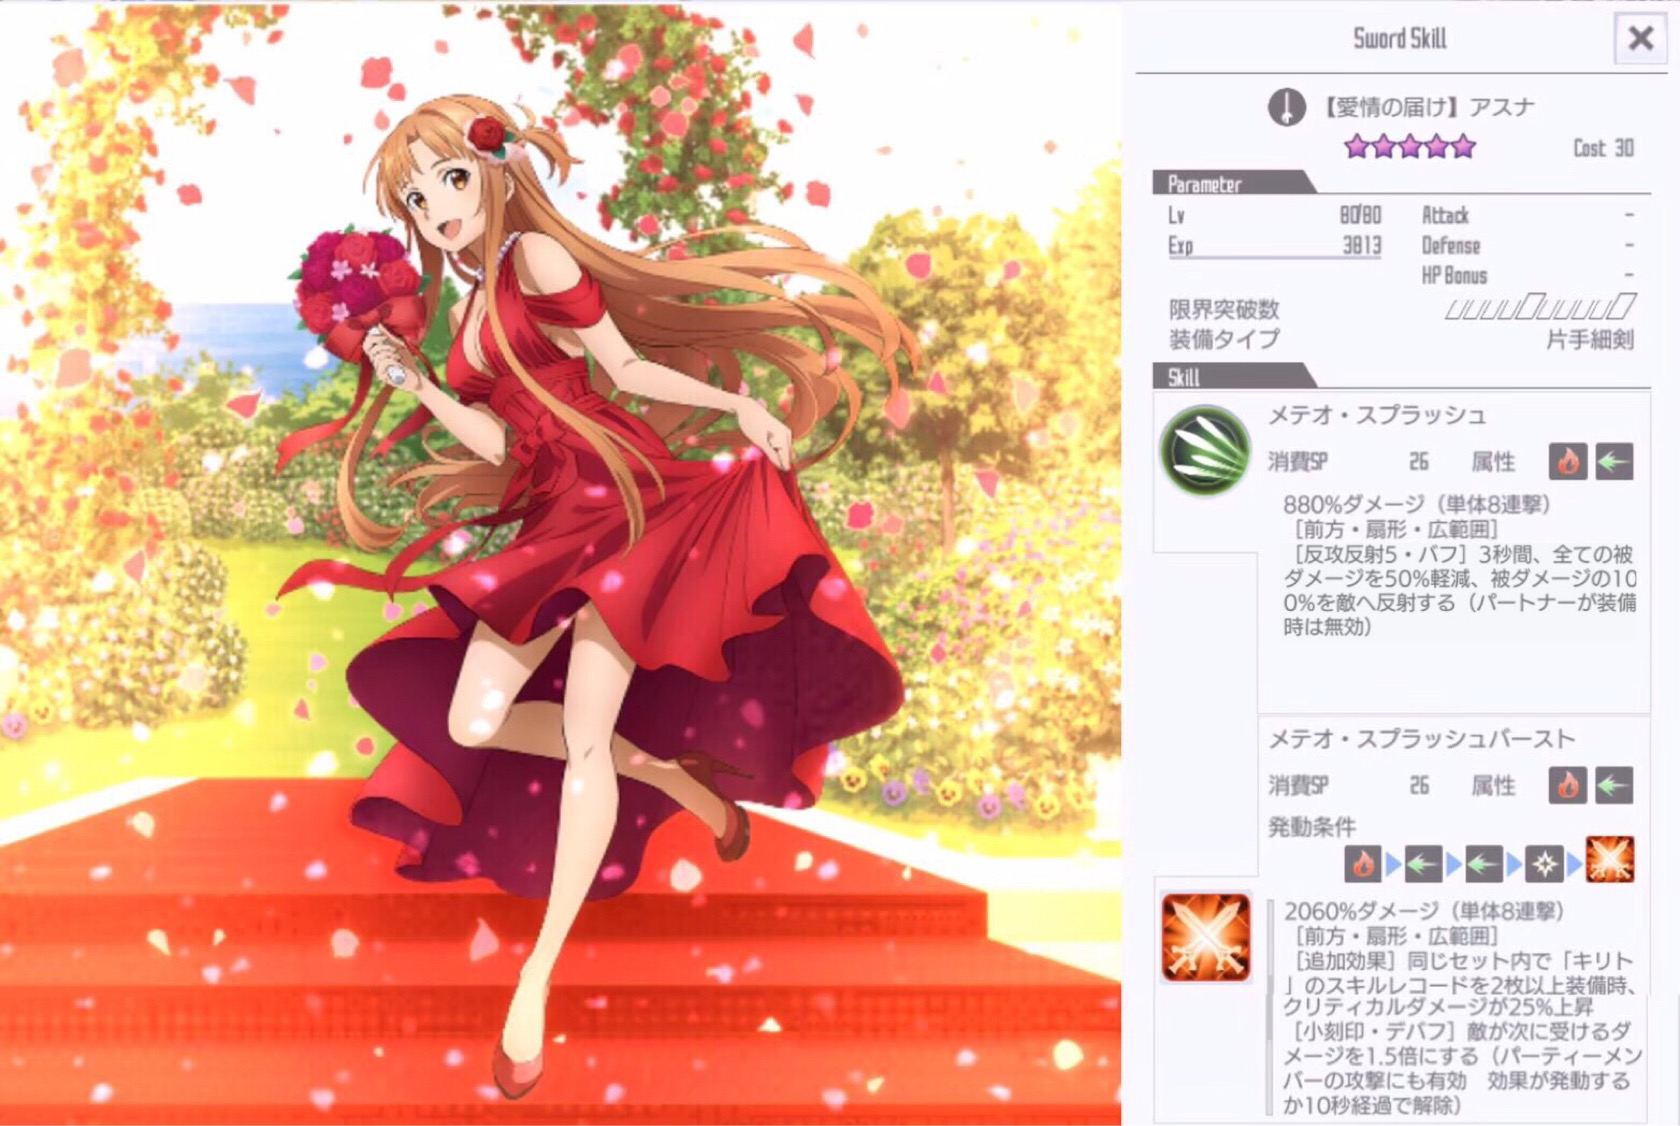 Sword Skill
【愛情の届け】アスナ
Cost 30
Parameter
Lv 80/80 Attack -
Exp 3813 Defense -
HP Bonus -
限界突破数
装備タイプ 片手細剣
Skill
メテオ・スプラッシュ
消費SP 26 属性
880%ダメージ（単体8連撃）
［前方・扇形・広範囲］
［反攻反射5・バフ］3秒間、全ての被
ダメージを50%軽減、被ダメージの10
0%を敵へ反射する（パートナーが装備
時は無効）
メテオ・スプラッシュバースト
消費SP 26 属性
発動条件
2060%ダメージ（単体8連撃）
［前方・扇形・広範囲］
［追加効果］同じセット内で「キリト
」のスキルレコードを2枚以上装備時、
クリティカルダメージが25%上昇
［小刻印・デバフ］敵が次に受けるダ
メージを1.5倍にする（パーティーメン
バーの攻撃にも有効　効果が発動する
か10秒経過で解除）